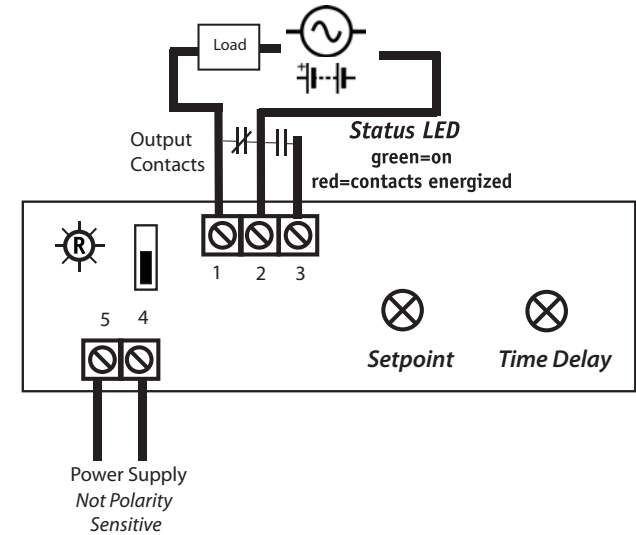 Load
+
Output
Contacts
Status LED
green=on
red=contacts energized
R
1 2 3
5 4
Setpoint Time Delay
Power Supply
Not Polarity
Sensitive